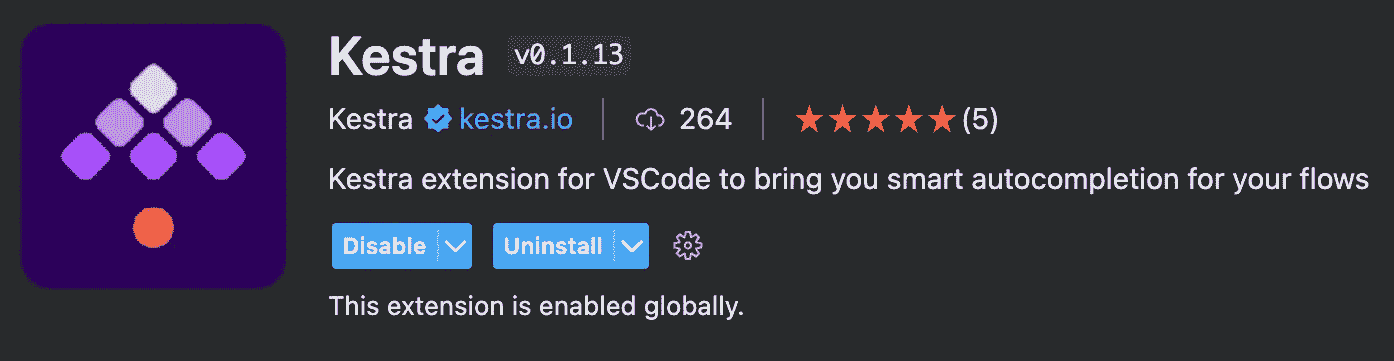 Kestra v0.1.13
Kestra kestra.io 264 (5)
Kestra extension for VSCode to bring you smart autocompletion for your flows
Disable Uninstall
This extension is enabled globally.